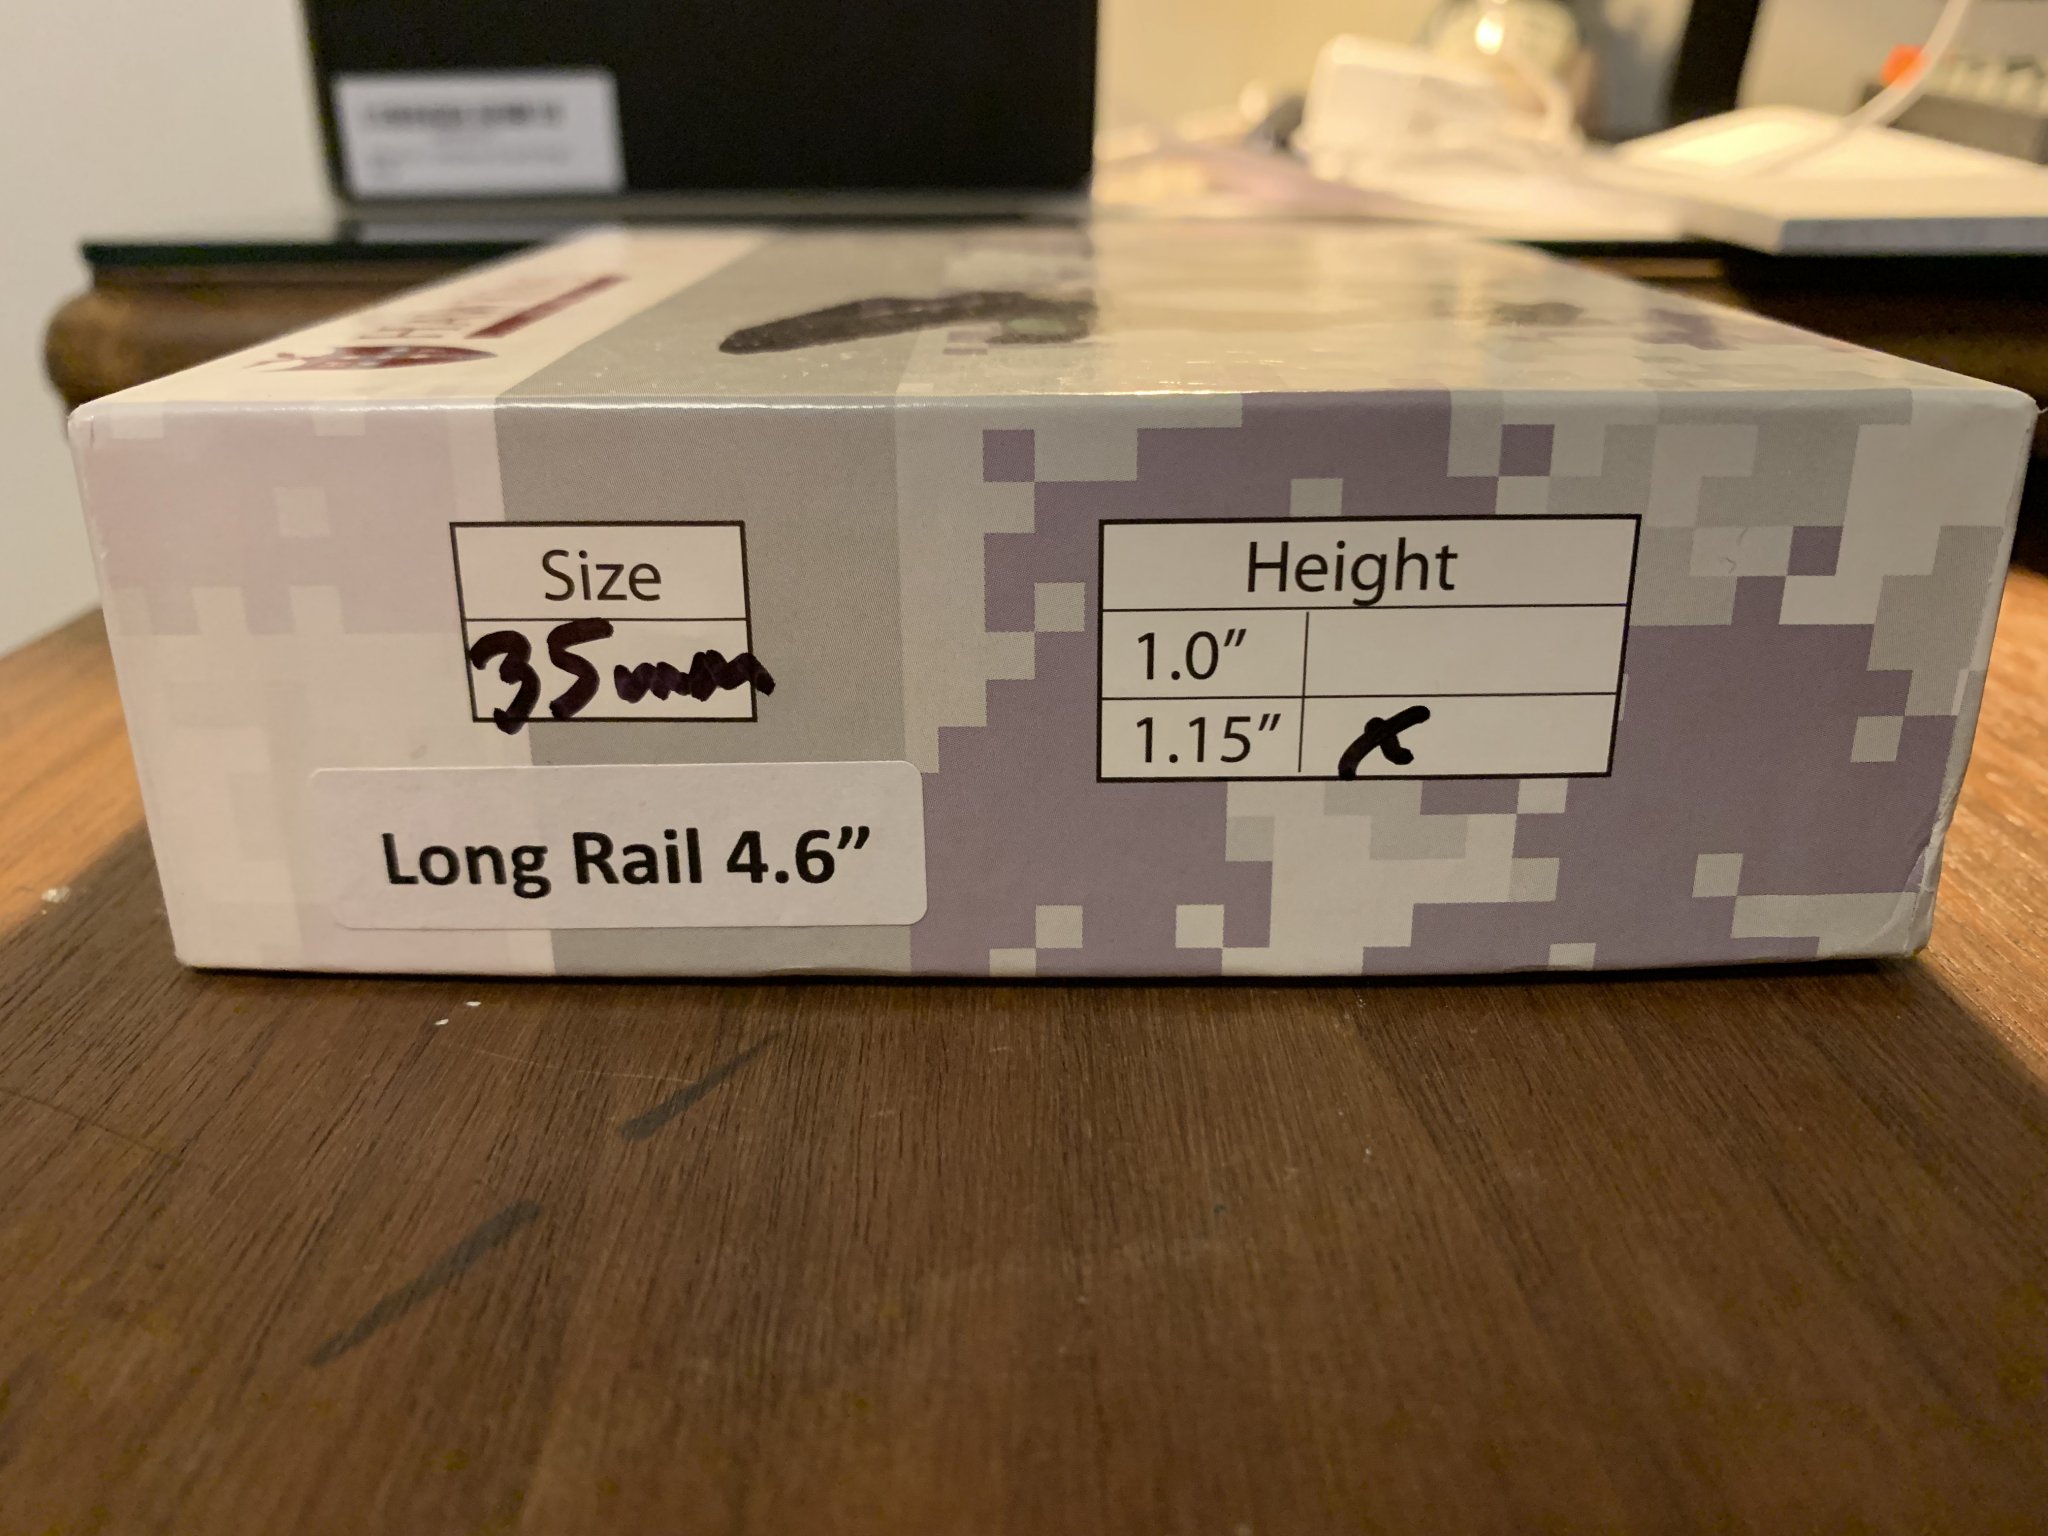 Size
35mm
Height
1.0”
1.15” x
Long Rail 4.6”